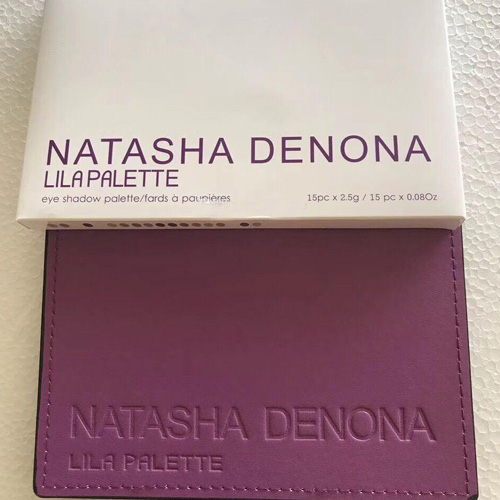 NATASHA DENONA
LILA PALETTE
eye shadow palette/fards à paupières
15pc x 2.5g / 15 pc x 0.08Oz
NATASHA DENONA
LILA PALETTE